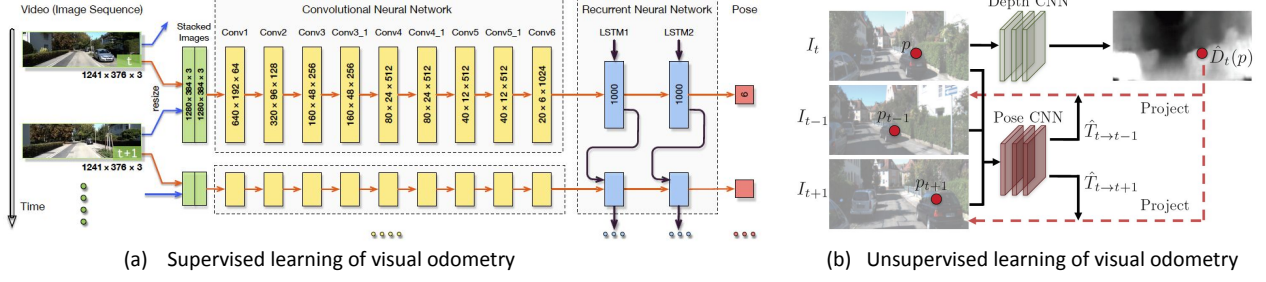 Video (Image Sequence)
Convolutional Neural Network
Recurrent Neural Network
Pose
Stacked
Images
Conv1
Conv2
Conv3
Conv3_1
Conv4
Conv4_1
Conv5
Conv5_1
Conv6
LSTM1
LSTM2
t
1241 × 376 × 3
resize
1280 × 384 × 3
1280 × 384 × 3
640 × 192 × 64
320 × 96 × 128
160 × 48 × 256
160 × 48 × 256
80 × 24 × 512
80 × 24 × 512
40 × 12 × 512
40 × 12 × 512
20 × 6 × 1024
1000
1000
6
t+1
1241 × 376 × 3
Time
(a) Supervised learning of visual odometry
Depth CNN
I_t
p
D̂_t(p)
Project
I_{t−1}
p_{t−1}
Pose CNN
T̂_{t→t−1}
I_{t+1}
p_{t+1}
T̂_{t→t+1}
Project
(b) Unsupervised learning of visual odometry